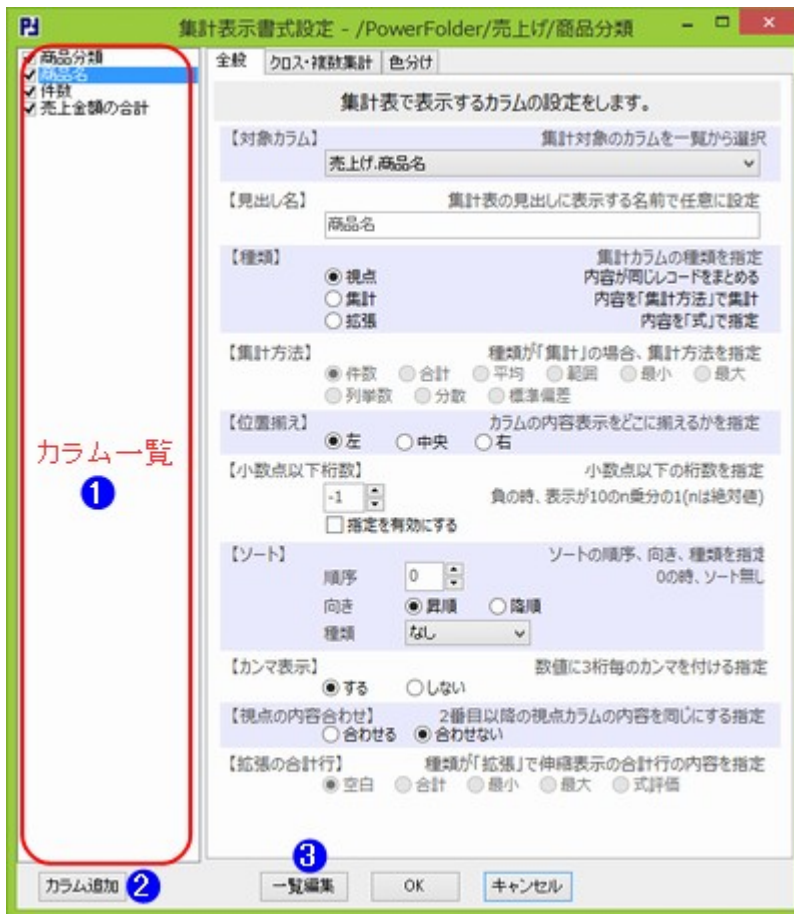 集計表示書式設定 - /PowerFolder/売上げ/商品分類
商品分類
商品名
件数
売上金額の合計
カラム一覧
1
カラム追加 2
全般 クロス・複数集計 色分け
集計表で表示するカラムの設定をします。
【対象カラム】 集計対象のカラムを一覧から選択
売上げ.商品名
【見出し名】 集計表の見出しに表示する名前で任意に設定
商品名
【種類】 集計カラムの種類を指定
視点 内容が同じレコードをまとめる
集計 内容を「集計方法」で集計
拡張 内容を「式」で指定
【集計方法】 種類が「集計」の場合、集計方法を指定
件数 合計 平均 範囲 最小 最大
列挙数 分散 標準偏差
【位置揃え】 カラムの内容表示をどこに揃えるかを指定
左 中央 右
【小数点以下桁数】 小数点以下の桁数を指定
-1 負の時、表示が10のn乗分の1(nは絶対値)
指定を有効にする
【ソート】 ソートの順序、向き、種類を指定
順序 0 0の時、ソート無し
向き 昇順 降順
種類 なし
【カンマ表示】 数値に3桁毎のカンマを付ける指定
する しない
【視点の内容合わせ】 2番目以降の視点カラムの内容を同じにする指定
合わせる 合わせない
【拡張の合計行】 種類が「拡張」で伸縮表示の合計行の内容を指定
空白 合計 最小 最大 式評価
3
一覧編集 OK キャンセル